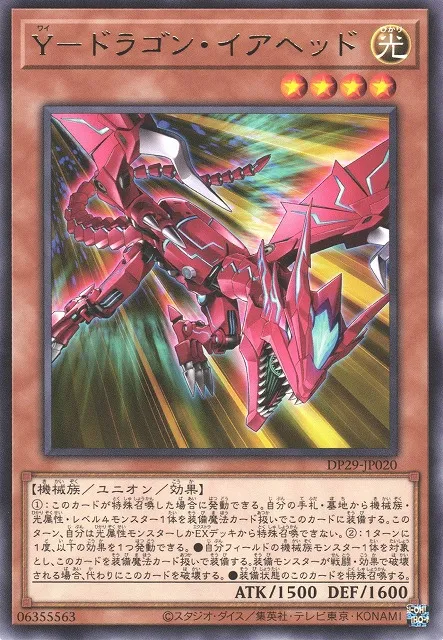 Y－ドラゴン・イアヘッド
光
DP29-JP020
【機械族／ユニオン／効果】
①：このカードが特殊召喚した場合に発動できる。自分の手札・墓地から機械族・
光属性・レベル4モンスター1体を装備魔法カード扱いでこのカードに装備する。この
ターン、自分は光属性モンスターしかEXデッキから特殊召喚できない。②：1ターンに
1度、以下の効果を1つ発動できる。●自分フィールドの機械族モンスター1体を対象
とし、このカードを装備魔法カード扱いで装備する。装備モンスターが戦闘・効果で破壊
される場合、代わりにこのカードを破壊する。●装備状態のこのカードを特殊召喚する。
ATK/1500 DEF/1600
06355563
©スタジオ・ダイス／集英社・テレビ東京・KONAMI